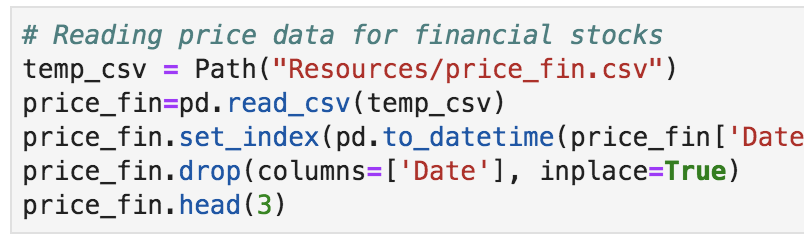 # Reading price data for financial stocks
temp_csv = Path("Resources/price_fin.csv")
price_fin=pd.read_csv(temp_csv)
price_fin.set_index(pd.to_datetime(price_fin['Date
price_fin.drop(columns=['Date'], inplace=True)
price_fin.head(3)